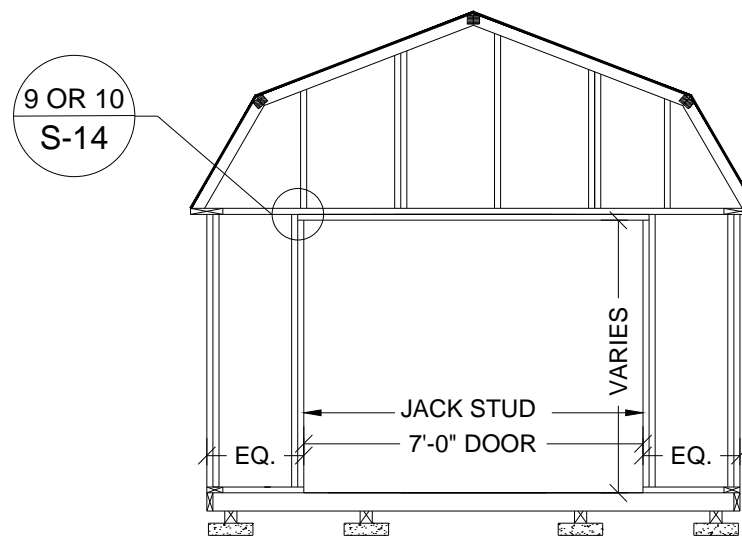 9 OR 10
S-14
VARIES
JACK STUD
7'-0" DOOR
EQ.
EQ.